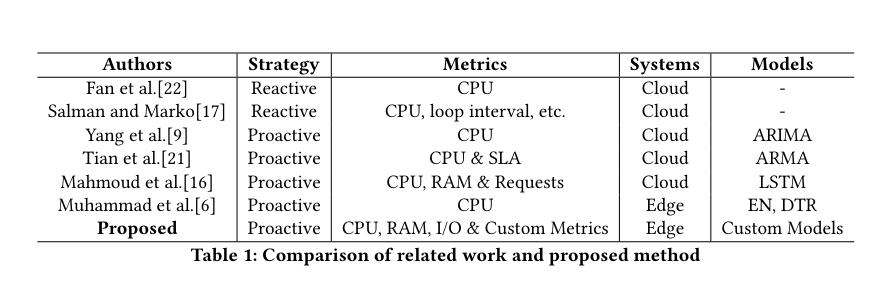 Authors Strategy Metrics Systems Models
Fan et al.[22] Reactive CPU Cloud -
Salman and Marko[17] Reactive CPU, loop interval, etc. Cloud -
Yang et al.[9] Proactive CPU Cloud ARIMA
Tian et al.[21] Proactive CPU & SLA Cloud ARMA
Mahmoud et al.[16] Proactive CPU, RAM & Requests Cloud LSTM
Muhammad et al.[6] Proactive CPU Edge EN, DTR
Proposed Proactive CPU, RAM, I/O & Custom Metrics Edge Custom Models
Table 1: Comparison of related work and proposed method